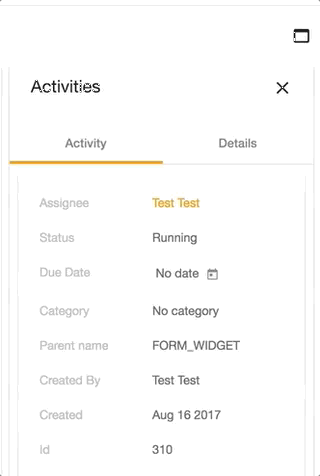 Activities
Activity Details
Assignee Test Test
Status Running
Due Date No date
Category No category
Parent name FORM_WIDGET
Created By Test Test
Created Aug 16 2017
Id 310